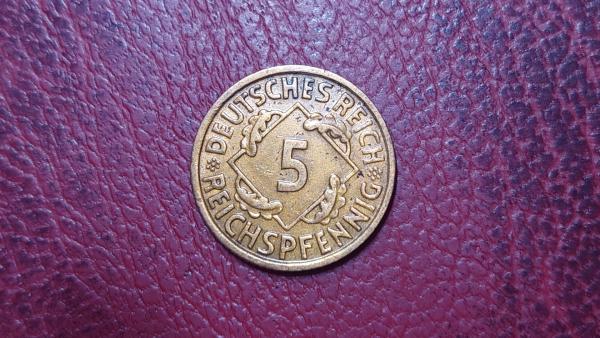 DEUTSCHES REICH
5
REICHSPFENNIG